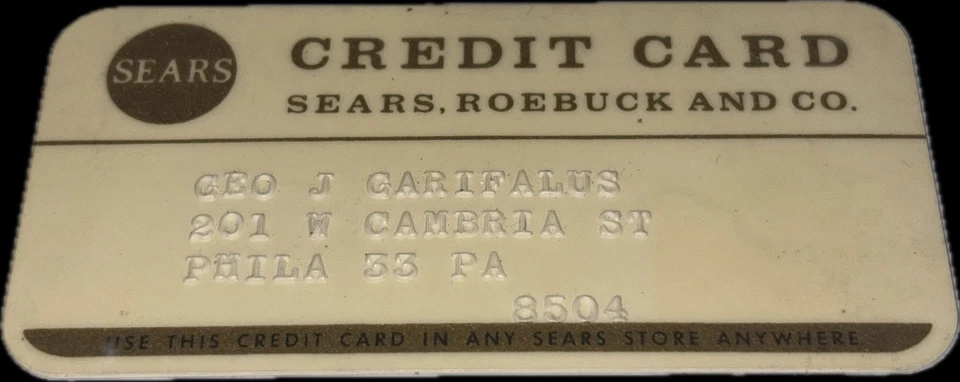 SEARS
CREDIT CARD
SEARS, ROEBUCK AND CO.
GEO J GARIFALUS
201 W CAMBRIA ST
PHILA 33 PA
8504
USE THIS CREDIT CARD IN ANY SEARS STORE ANYWHERE